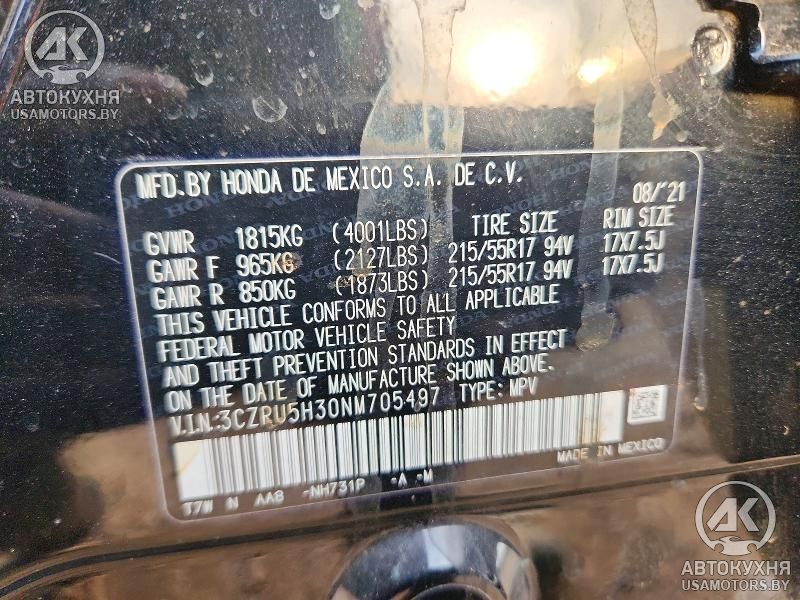 АК
АВТОКУХНЯ
USAMOTORS.BY
MFD.BY HONDA DE MEXICO S.A. DE C.V.
08/'21
GVWR 1815KG (4001LBS) TIRE SIZE RIM SIZE
GAWR F 965KG (2127LBS) 215/55R17 94V 17X7.5J
GAWR R 850KG (1873LBS) 215/55R17 94V 17X7.5J
THIS VEHICLE CONFORMS TO ALL APPLICABLE
FEDERAL MOTOR VEHICLE SAFETY
AND THEFT PREVENTION STANDARDS IN EFFECT
ON THE DATE OF MANUFACTURE SHOWN ABOVE.
V.I.N:3CZRU5H30NM705497 TYPE: MPV
MADE IN MEXICO
T7W N AA8 -NH731P -A -M
АК
АВТОКУХНЯ
USAMOTORS.BY